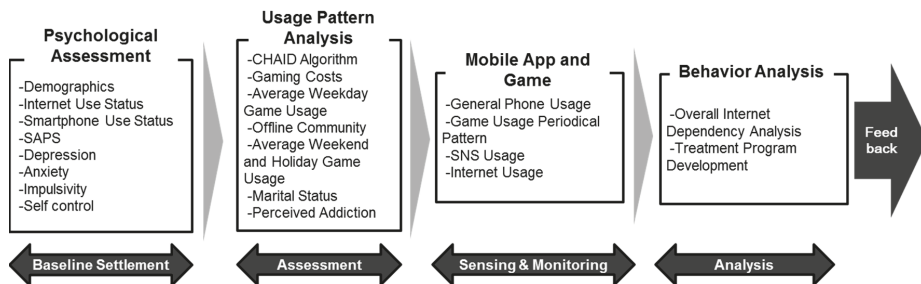 Psychological
Assessment
-Demographics
-Internet Use Status
-Smartphone Use Status
-SAPS
-Depression
-Anxiety
-Impulsivity
-Self control
Baseline Settlement
Usage Pattern
Analysis
-CHAID Algorithm
-Gaming Costs
-Average Weekday
Game Usage
-Offline Community
-Average Weekend
and Holiday Game
Usage
-Marital Status
-Perceived Addiction
Assessment
Mobile App and
Game
-General Phone Usage
-Game Usage Periodical
Pattern
-SNS Usage
-Internet Usage
Sensing & Monitoring
Behavior Analysis
-Overall Internet
Dependency Analysis
-Treatment Program
Development
Analysis
Feed
back